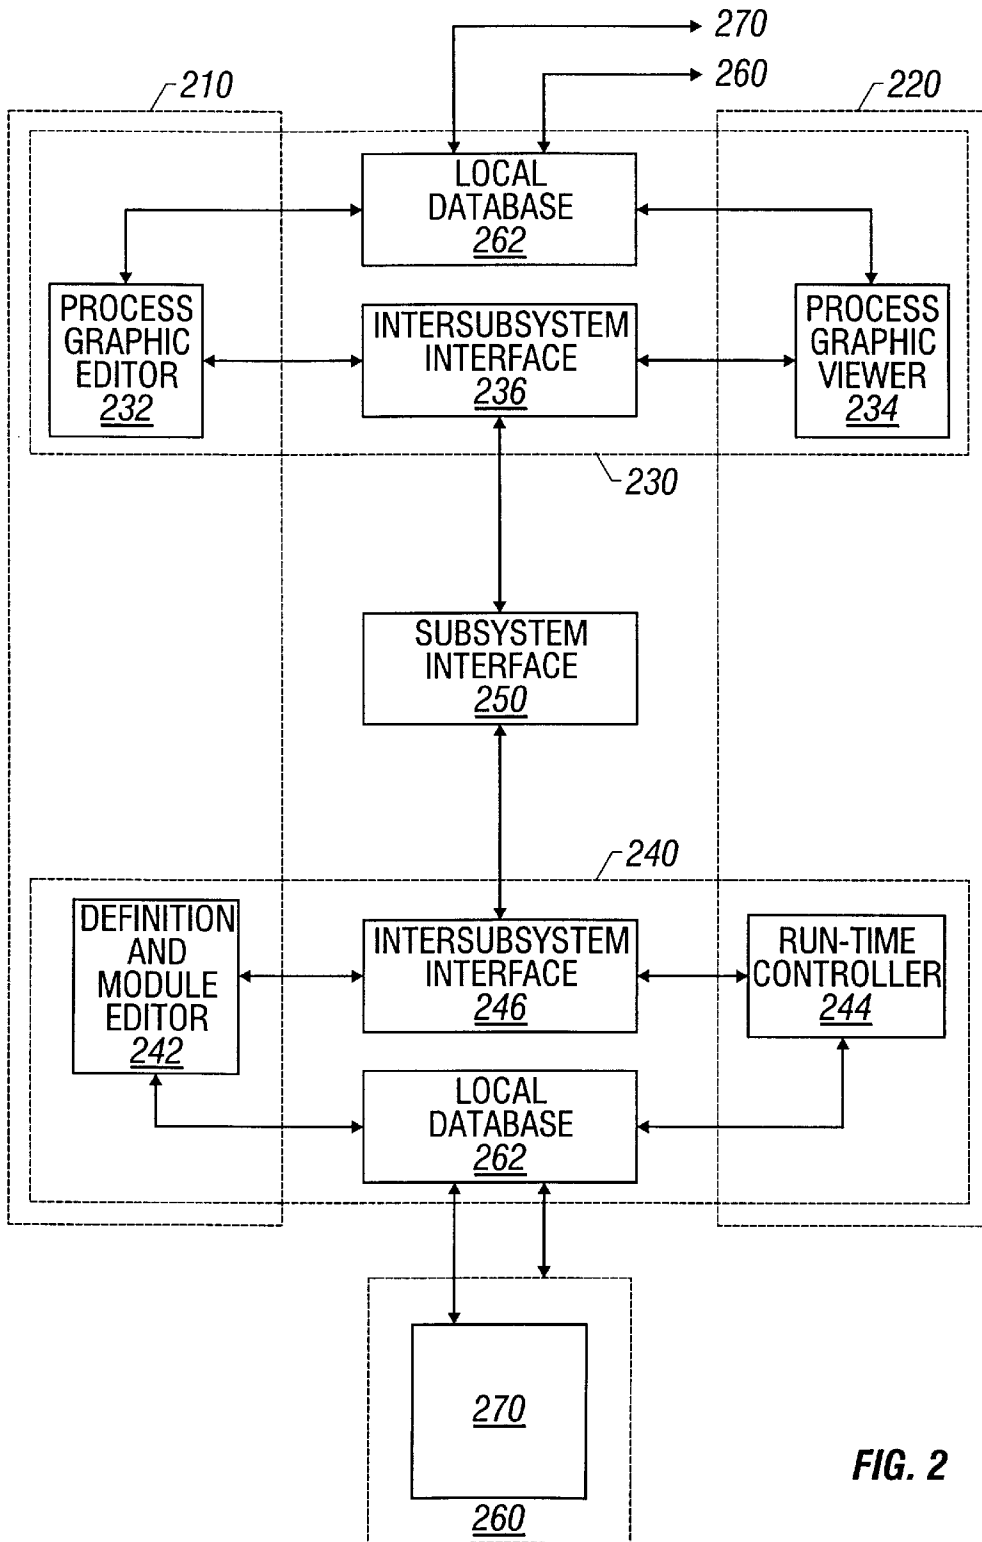 270
260
210
220
LOCAL
DATABASE
262
PROCESS
GRAPHIC
EDITOR
232
INTERSUBSYSTEM
INTERFACE
236
PROCESS
GRAPHIC
VIEWER
234
230
SUBSYSTEM
INTERFACE
250
240
DEFINITION
AND
MODULE
EDITOR
242
INTERSUBSYSTEM
INTERFACE
246
RUN-TIME
CONTROLLER
244
LOCAL
DATABASE
262
270
260
FIG. 2